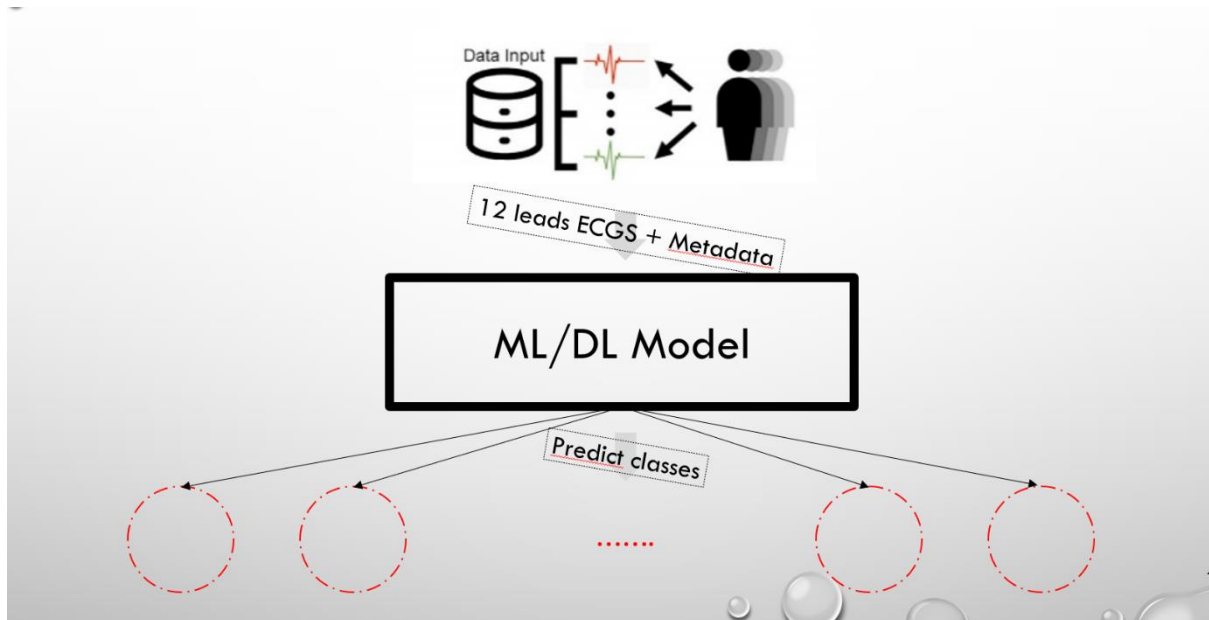 Data Input
12 leads ECGS + Metadata
ML/DL Model
Predict classes
.......